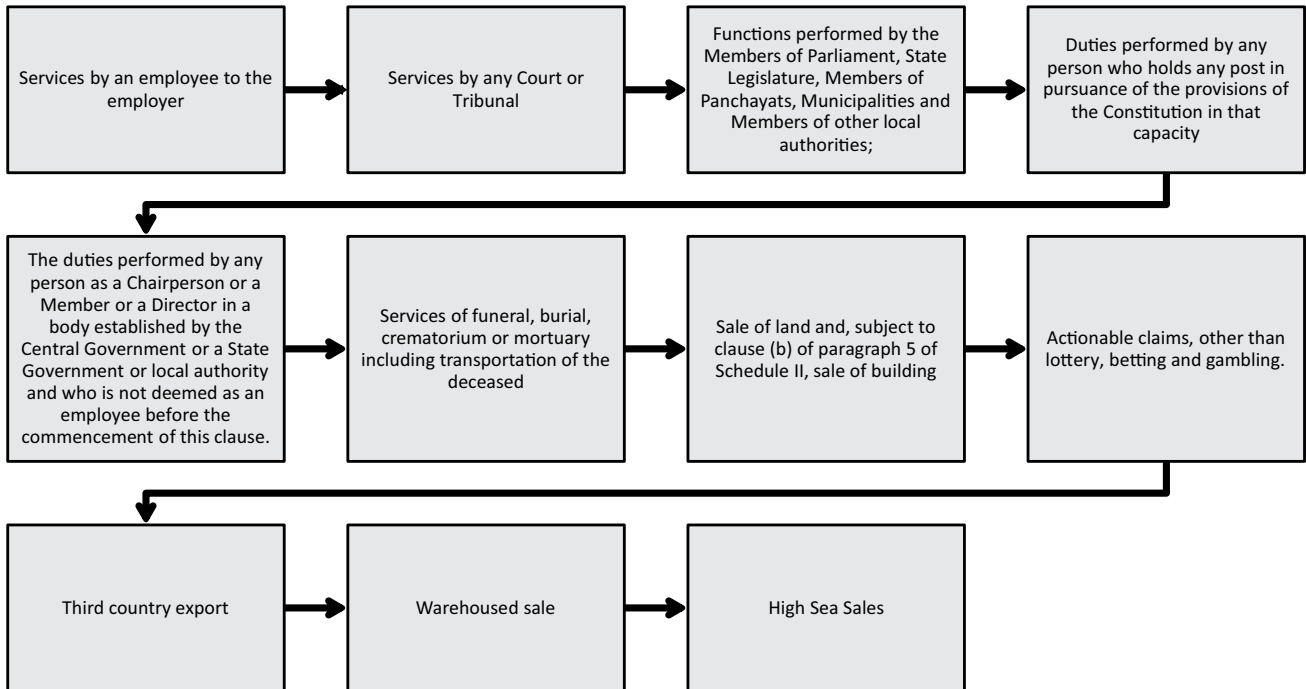 Services by an employee to the
employer
Services by any Court or
Tribunal
Functions performed by the
Members of Parliament, State
Legislature, Members of
Panchayats, Municipalities and
Members of other local
authorities;
Duties performed by any
person who holds any post in
pursuance of the provisions of
the Constitution in that
capacity
The duties performed by any
person as a Chairperson or a
Member or a Director in a
body established by the
Central Government or a State
Government or local authority
and who is not deemed as an
employee before the
commencement of this clause.
Services of funeral, burial,
crematorium or mortuary
including transportation of the
deceased
Sale of land and, subject to
clause (b) of paragraph 5 of
Schedule II, sale of building
Actionable claims, other than
lottery, betting and gambling.
Third country export
Warehoused sale
High Sea Sales